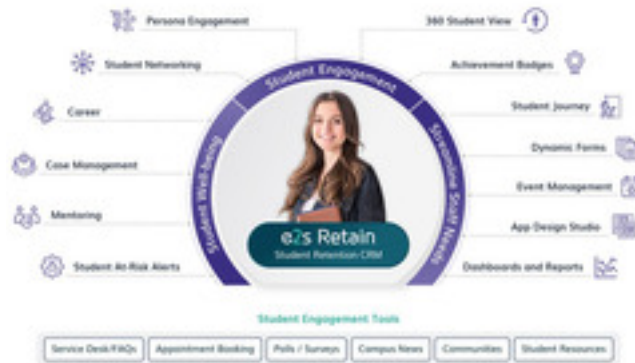 Persona Engagement
360 Student View
Student Networking
Achievement Badges
Career
Student Journey
Case Management
Dynamic Forms
Mentoring
Event Management
Student At-Risk Alerts
App Design Studio
Dashboards and Reports
Student Well-being
Student Engagement
Streamline Staff Needs
e2s Retain
Student Retention CRM
Student Engagement Tools
Service Desk/FAQs
Appointment Booking
Polls / Surveys
Campus News
Communities
Student Resources